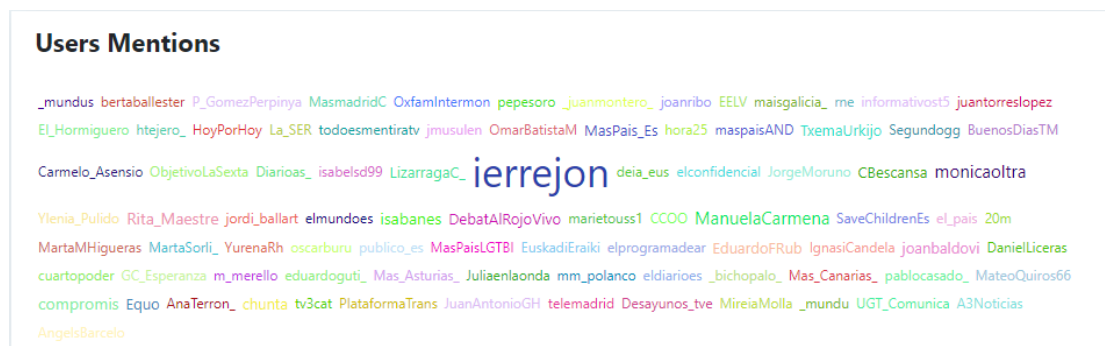 Users Mentions
_mundus bertaballester P_GomezPerpinya MasmadridC OxfamIntermon pepesoro _juanmontero_ joanribo EELV maisgalicia_ rne informativost5 juantorreslopez
El_Hormiguero htejero_ HoyPorHoy La_SER todoesmentiratv jmusulen OmarBatistaM MasPais_Es hora25 maspaisAND TxemaUrkijo Segundogg BuenosDiasTM
Carmelo_Asensio ObjetivoLaSexta Diarioas_ isabelsd99 LizarragaC_ ierrejon deia_eus elconfidencial JorgeMoruno CBescansa monicaoltra
Ylenia_Pulido Rita_Maestre jordi_ballart elmundoes isabanes DebatAlRojoVivo marietouss1 CCOO ManuelaCarmena SaveChildrenEs el_pais 20m
MartaMHigueras MartaSorli_ YurenaRh oscarburu publico_es MasPaisLGTBI EuskadiEraiki elprogramadear EduardoFRub IgnasiCandela joanbaldovi DanielLiceras
cuartopoder GC_Esperanza m_merello eduardoguti_ Mas_Asturias_ Juliaenlaonda mm_polanco eldiarioes _bichopalo_ Mas_Canarias_ pablocasado_ MateoQuiros66
compromis Equo AnaTerron_ chunta tv3cat PlataformaTrans JuanAntonioGH telemadrid Desayunos_tve MireiaMolla _mundu UGT_Comunica A3Noticias
AngelsBarcelo